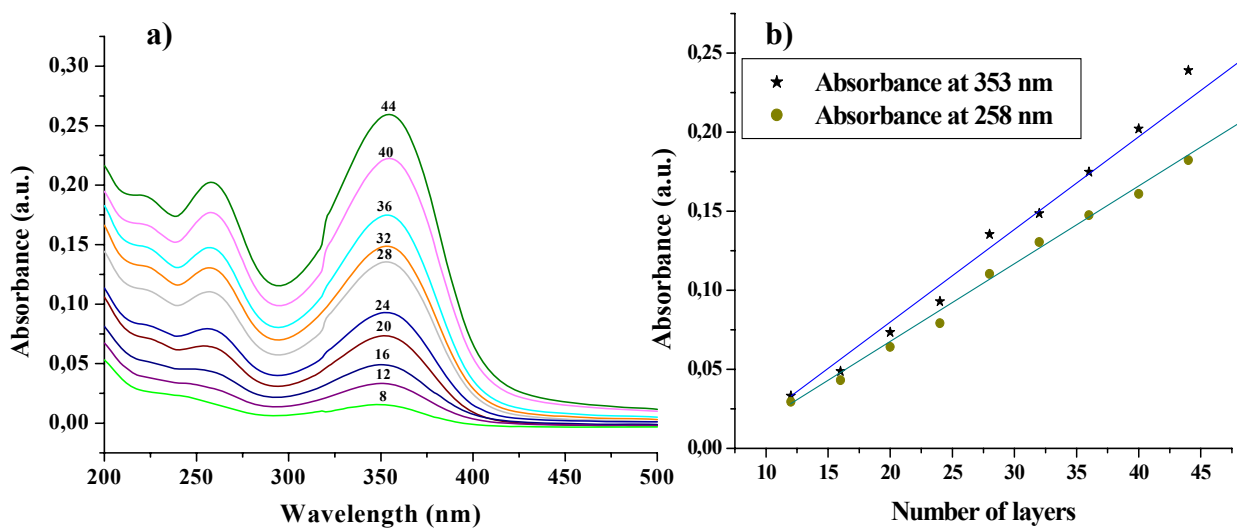 a)
0,30
0,25
0,20
0,15
0,10
0,05
0,00
Absorbance (a.u.)
44
40
36
32
28
24
20
16
12
8
200 250 300 350 400 450 500
Wavelength (nm)
b)
0,25
0,20
0,15
0,10
0,05
0,00
Absorbance (a.u.)
Absorbance at 353 nm
Absorbance at 258 nm
10 15 20 25 30 35 40 45
Number of layers